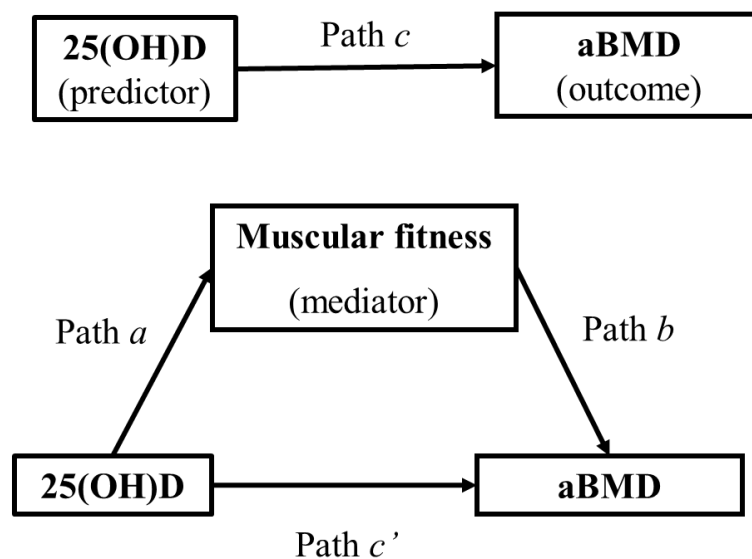 Path c
25(OH)D
(predictor)
aBMD
(outcome)
Muscular fitness
(mediator)
Path a
Path b
25(OH)D
aBMD
Path c’